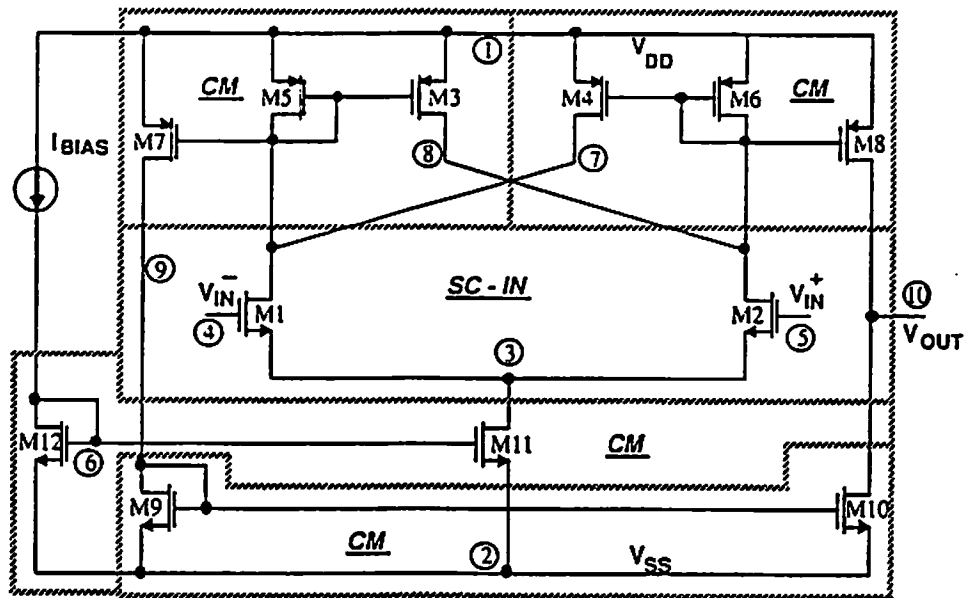 ①
V_DD
CM
M5
M3
M4
M6
CM
I_BIAS
M7
M8
⑧
⑦
⑨
V_IN^-
SC - IN
V_IN^+
⑩
M1
M2
④
⑤
V_OUT
③
M12
M11
CM
⑥
M9
M10
CM
②
V_SS